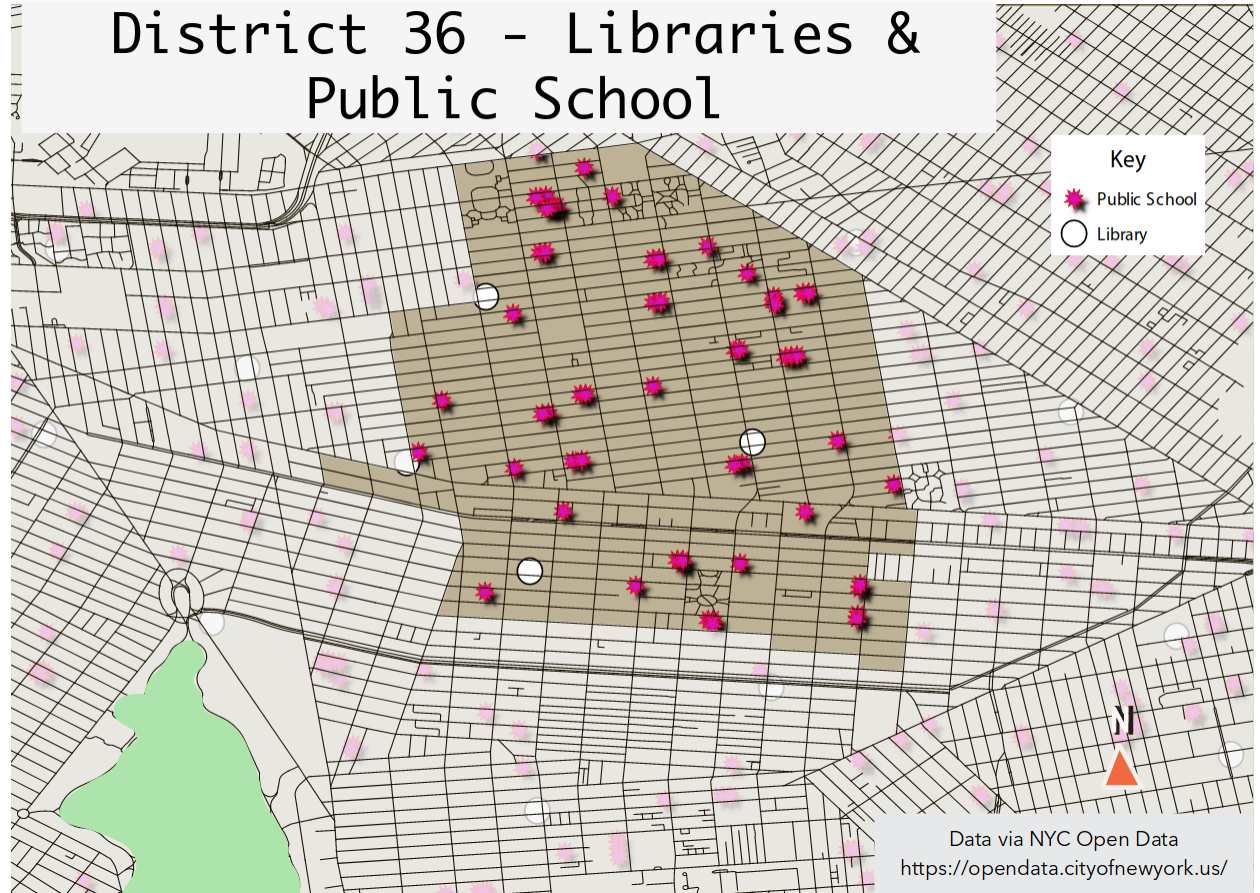 District 36 - Libraries &
Public School
Key
Public School
Library
N
Data via NYC Open Data
https://opendata.cityofnewyork.us/